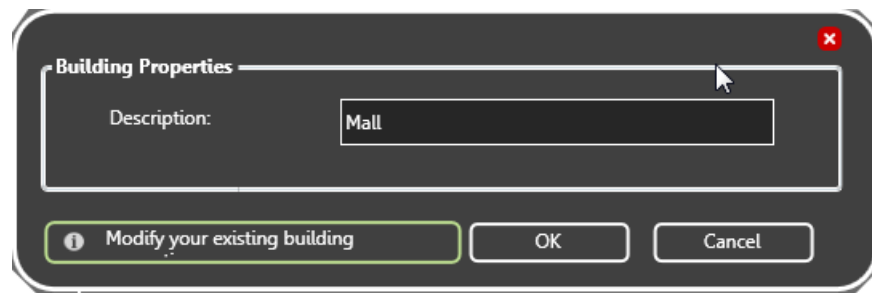 Building Properties
Description:
Mall
Modify your existing building
OK
Cancel